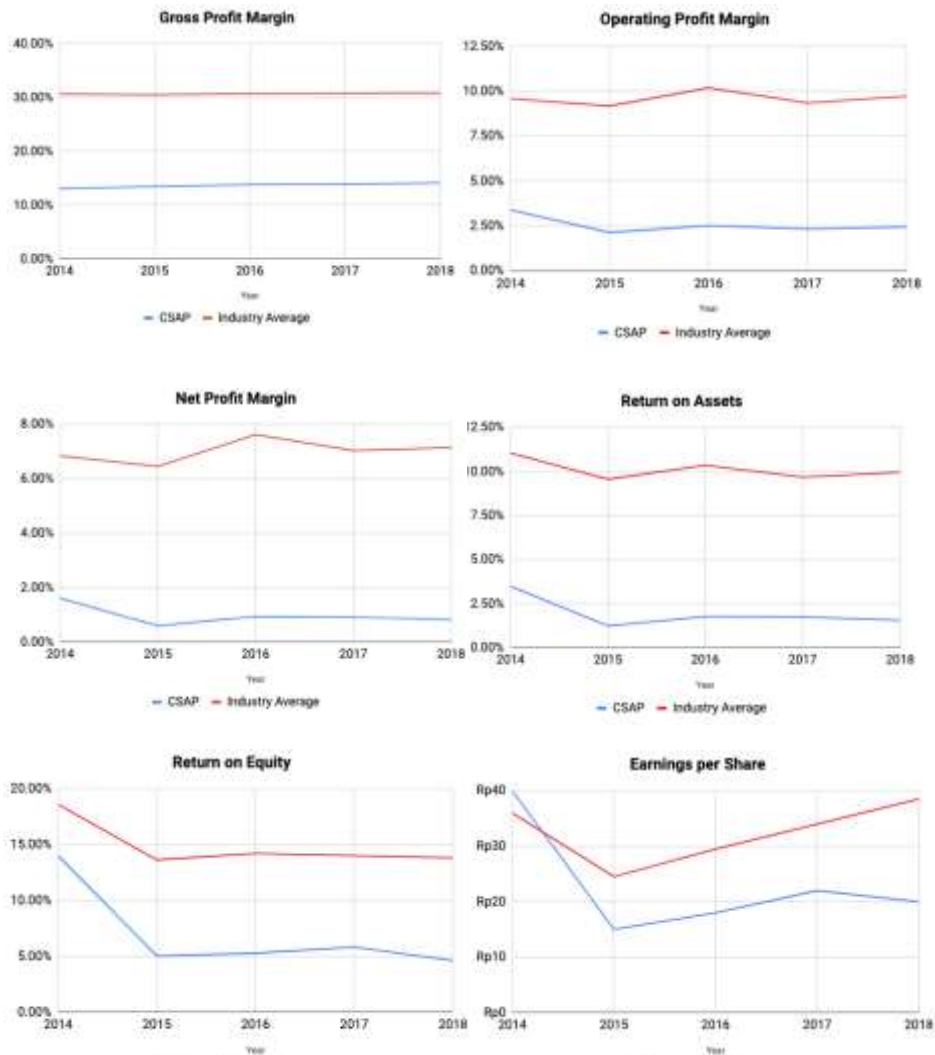 Gross Profit Margin
40.00%
30.00%
20.00%
10.00%
0.00%
2014 2015 2016 2017 2018
Year
CSAP Industry Average
Operating Profit Margin
12.50%
10.00%
7.50%
5.00%
2.50%
0.00%
2014 2015 2016 2017 2018
Year
CSAP Industry Average
Net Profit Margin
8.00%
6.00%
4.00%
2.00%
0.00%
2014 2015 2016 2017 2018
Year
CSAP Industry Average
Return on Assets
12.50%
10.00%
7.50%
5.00%
2.50%
0.00%
2014 2015 2016 2017 2018
Year
CSAP Industry Average
Return on Equity
20.00%
15.00%
10.00%
5.00%
0.00%
2014 2015 2016 2017 2018
Year
Earnings per Share
Rp40
Rp30
Rp20
Rp10
Rp0
2014 2015 2016 2017 2018
Year